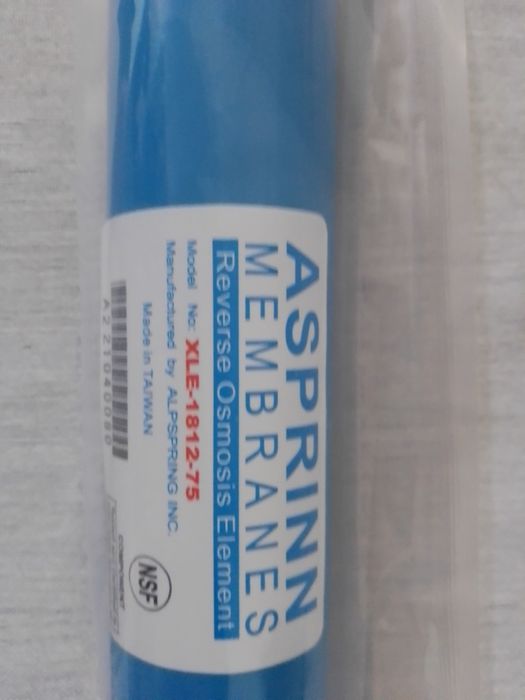 ASPRINN
MEMBRANES
Reverse Osmosis Element
Model No: XLE-1812-75
Manufactured by ALPSPRING INC.
Made in TAIWAN
A221040080
NSF
COMPONENT